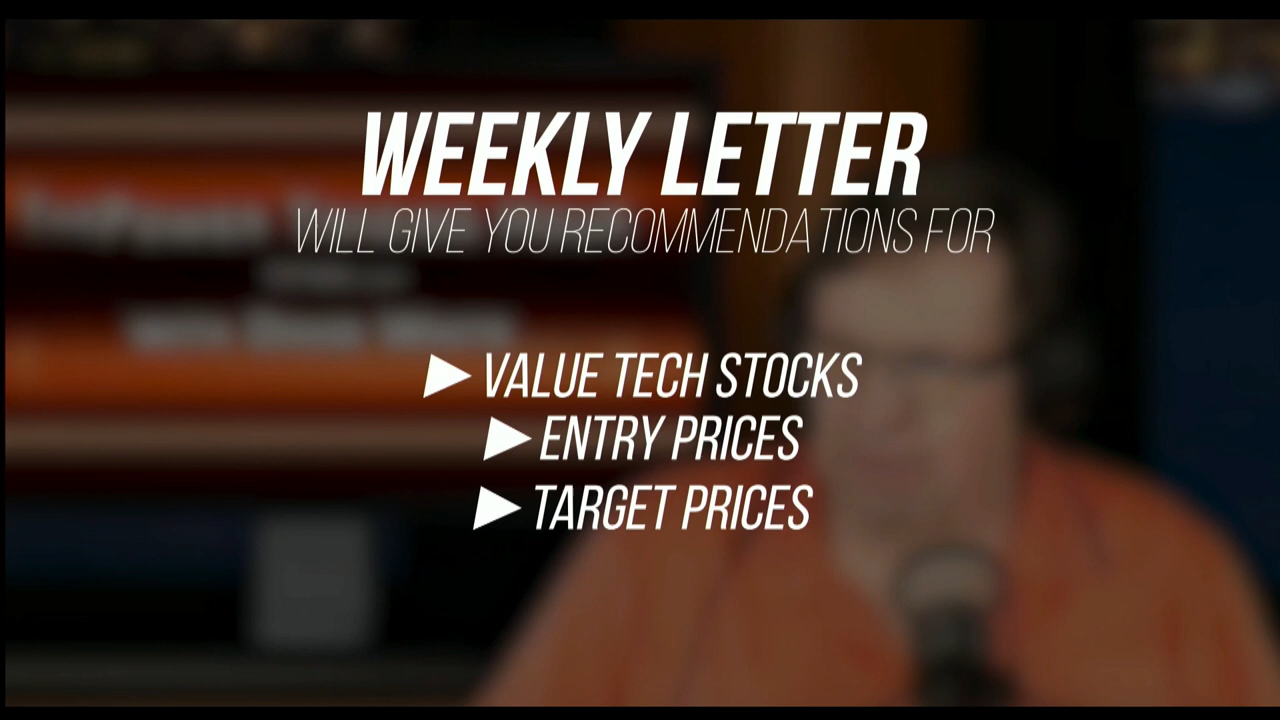 WEEKLY LETTER
WILL GIVE YOU RECOMMENDATIONS FOR
▶ VALUE TECH STOCKS
▶ ENTRY PRICES
▶ TARGET PRICES